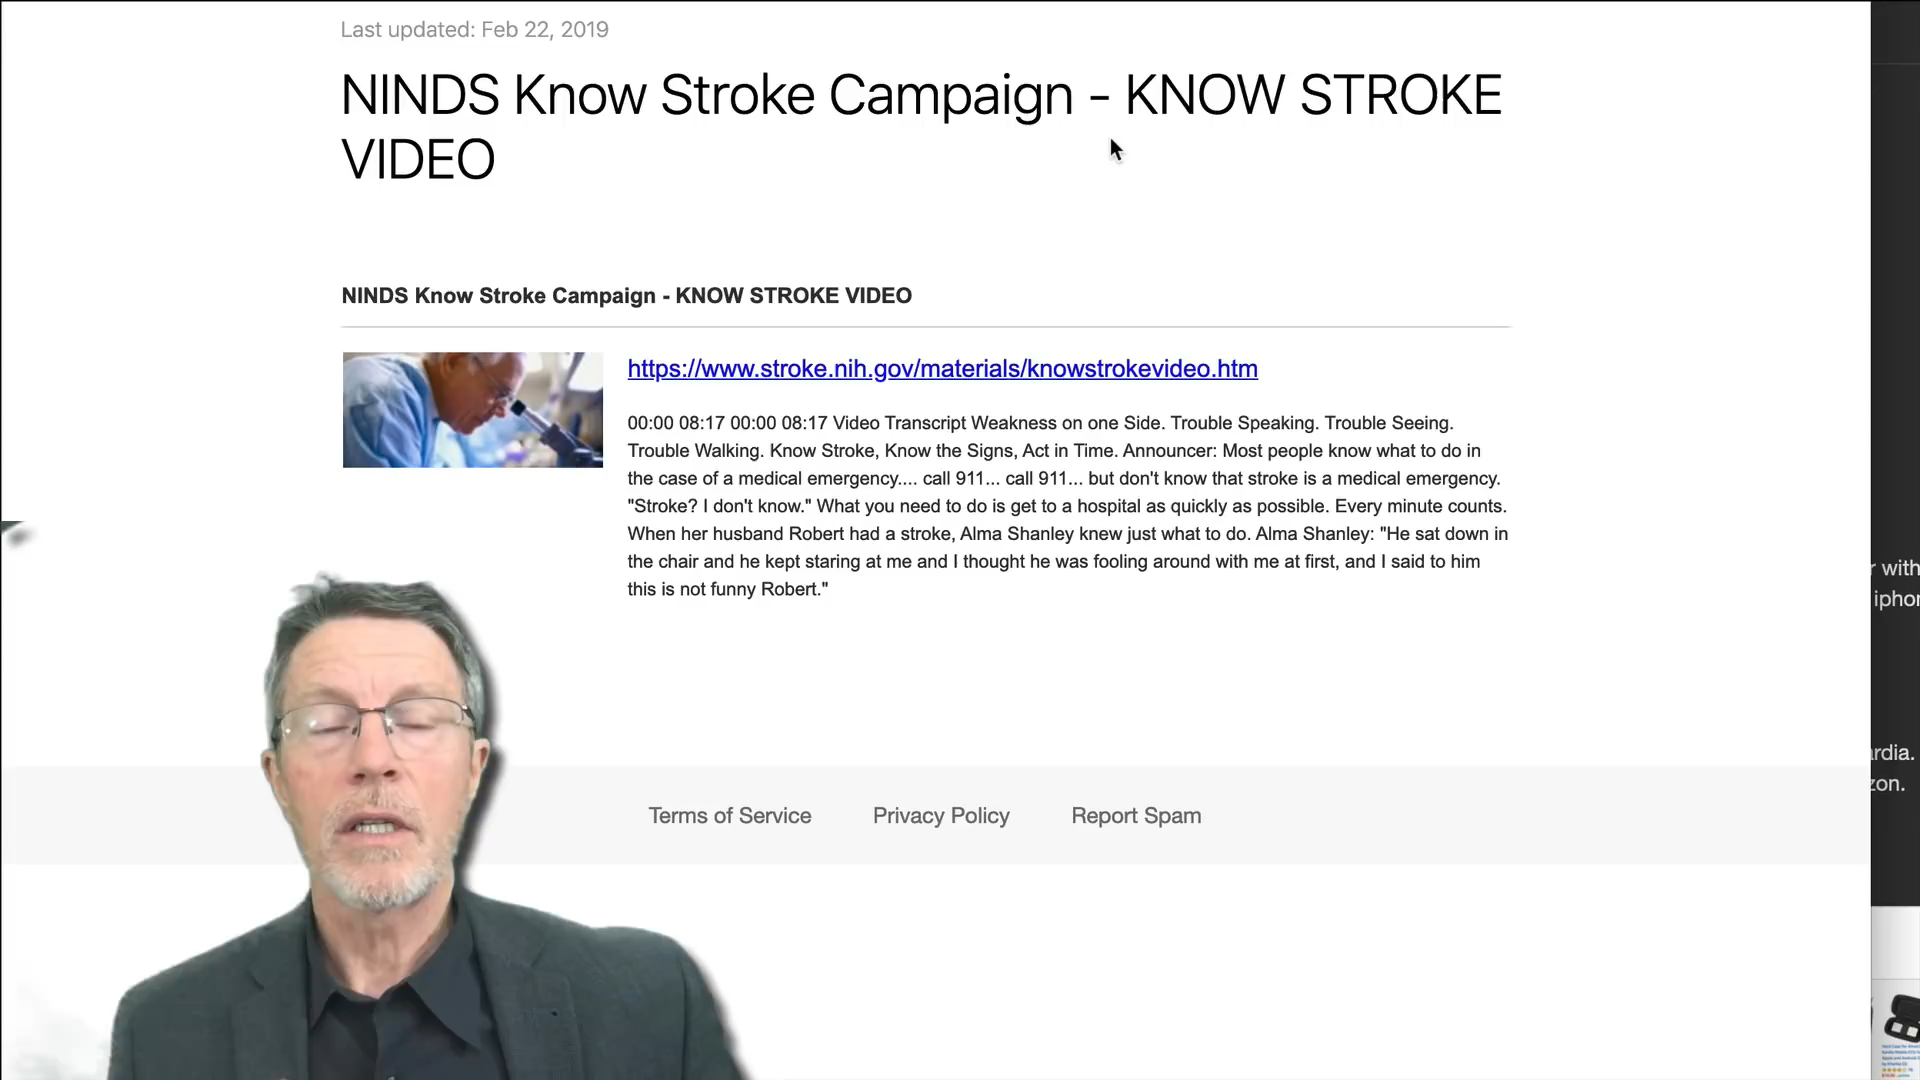 Last updated: Feb 22, 2019
NINDS Know Stroke Campaign - KNOW STROKE
VIDEO
NINDS Know Stroke Campaign - KNOW STROKE VIDEO
https://www.stroke.nih.gov/materials/knowstrokevideo.htm
00:00 08:17 00:00 08:17 Video Transcript Weakness on one Side. Trouble Speaking. Trouble Seeing.
Trouble Walking. Know Stroke, Know the Signs, Act in Time. Announcer: Most people know what to do in
the case of a medical emergency.... call 911... call 911... but don't know that stroke is a medical emergency.
"Stroke? I don't know." What you need to do is get to a hospital as quickly as possible. Every minute counts.
When her husband Robert had a stroke, Alma Shanley knew just what to do. Alma Shanley: "He sat down in
the chair and he kept staring at me and I thought he was fooling around with me at first, and I said to him
this is not funny Robert."
r with
iphon
ardia.
zon.
Terms of Service Privacy Policy Report Spam